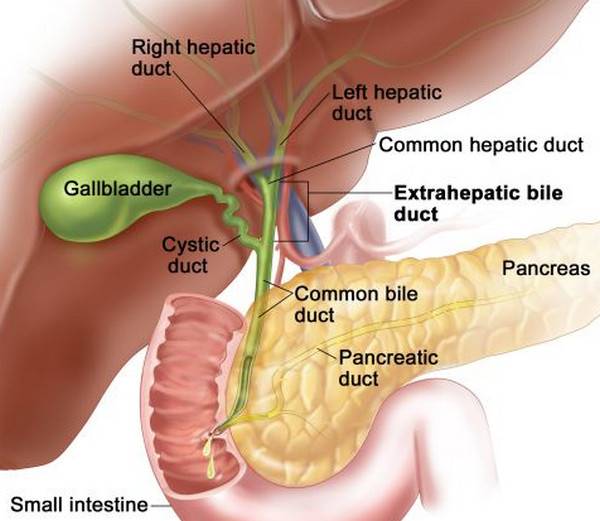 Right hepatic
duct
Left hepatic
duct
Common hepatic duct
Gallbladder
Extrahepatic bile
duct
Cystic
duct
Pancreas
Common bile
duct
Pancreatic
duct
Small intestine